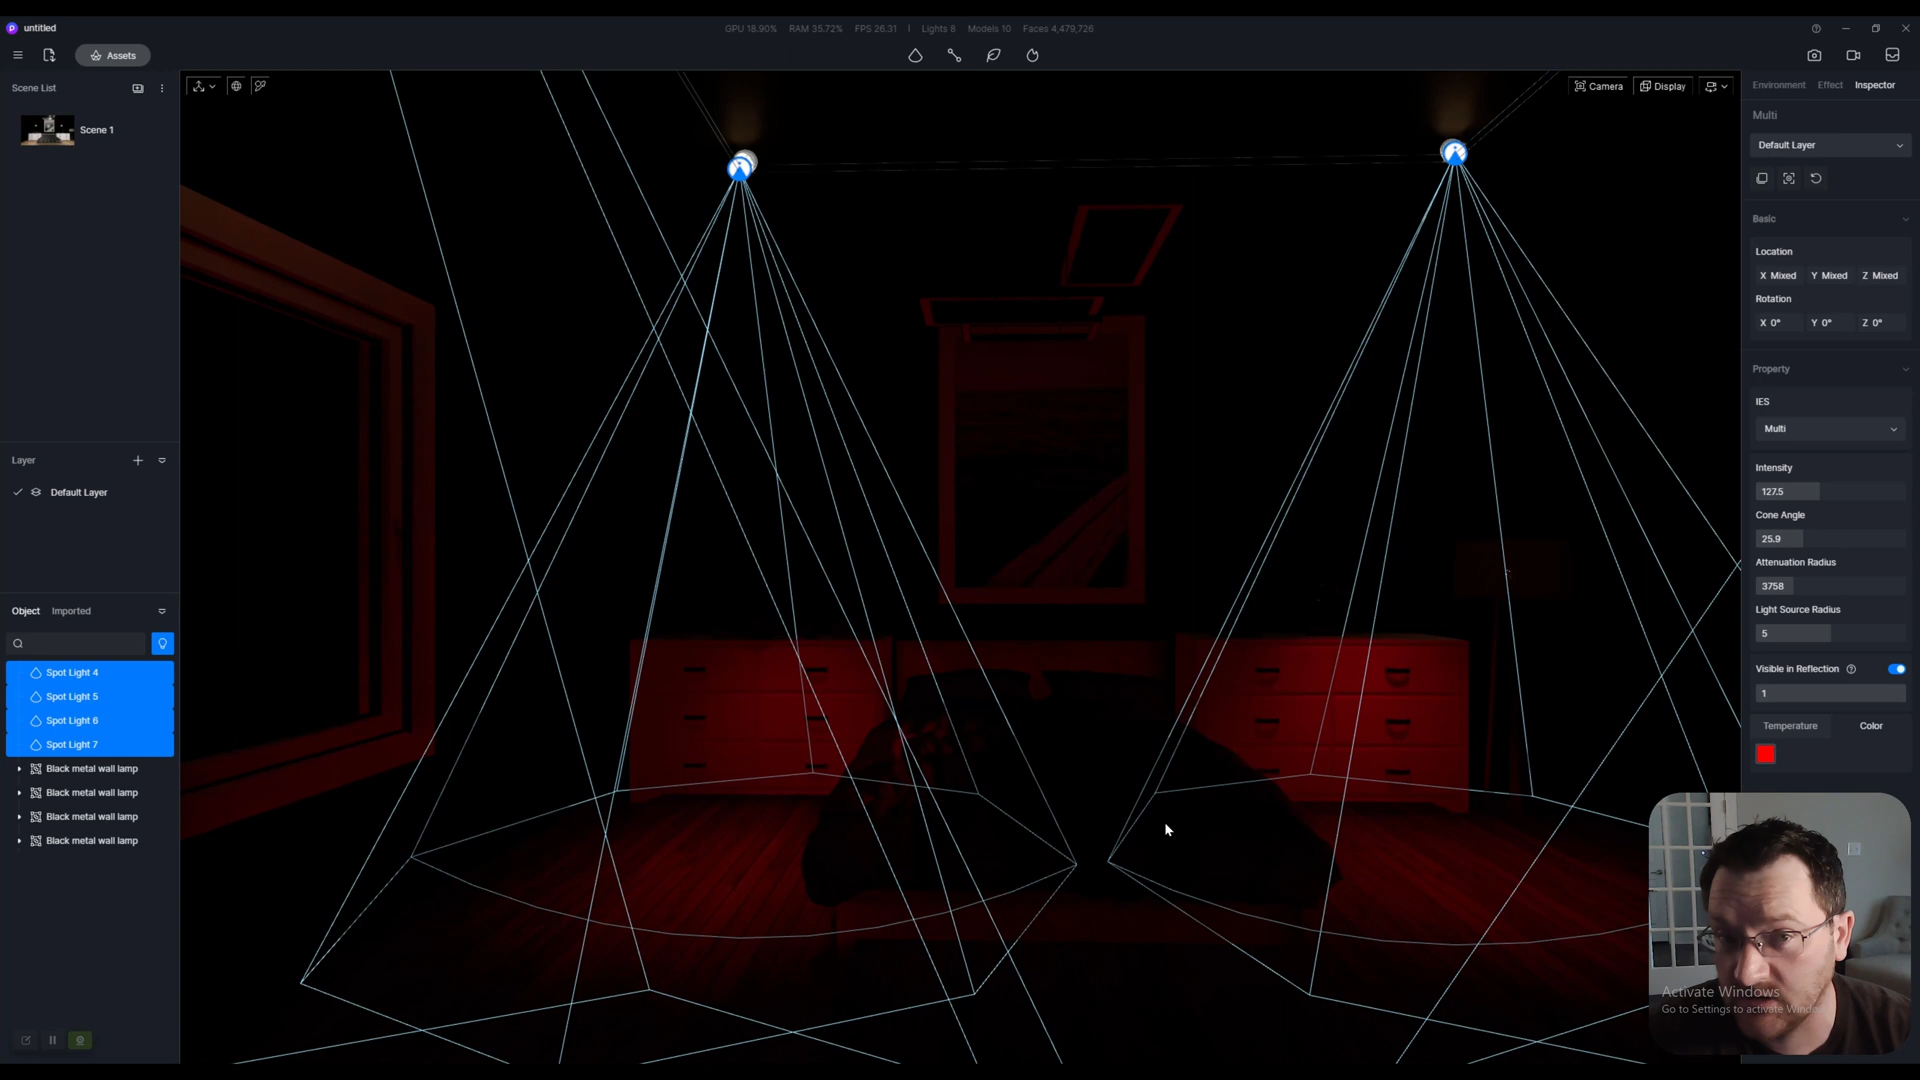 untitled
GPU 18.90% RAM 35.72% FPS 26.31 | Lights 8 Models 10 Faces 4,479,726
Assets
Scene List
Scene 1
Camera
Display
Environment Effect Inspector
Multi
Default Layer
Basic
Location
X Mixed Y Mixed Z Mixed
Rotation
X 0° Y 0° Z 0°
Property
IES
Multi
Intensity
127.5
Cone Angle
25.9
Attenuation Radius
3758
Light Source Radius
5
Visible in Reflection
1
Temperature Color
Layer
Default Layer
Object Imported
Spot Light 4
Spot Light 5
Spot Light 6
Spot Light 7
Black metal wall lamp
Black metal wall lamp
Black metal wall lamp
Black metal wall lamp
Activate Windows
Go to Settings to activate Windo